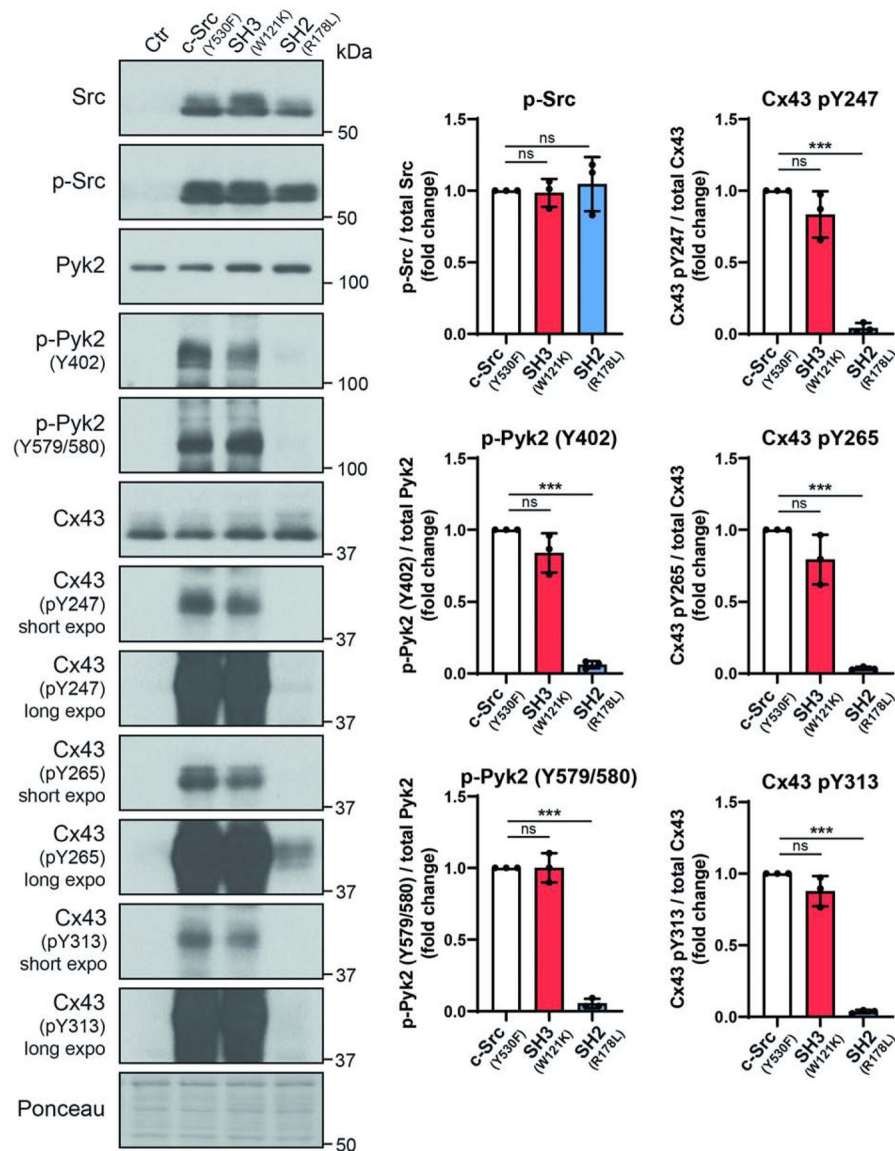 Ctr
c-Src
(Y530F)
SH3
(W121K)
SH2
(R178L)
kDa
Src
50
p-Src
50
Pyk2
100
p-Pyk2
(Y402)
100
p-Pyk2
(Y579/580)
100
Cx43
37
Cx43
(pY247)
short expo
37
Cx43
(pY247)
long expo
37
Cx43
(pY265)
short expo
37
Cx43
(pY265)
long expo
37
Cx43
(pY313)
short expo
37
Cx43
(pY313)
long expo
37
Ponceau
50
p-Src
p-Src / total Src
(fold change)
1.5
1.0
0.5
0.0
ns
ns
c-Src
(Y530F)
SH3
(W121K)
SH2
(R178L)
Cx43 pY247
Cx43 pY247 / total Cx43
(fold change)
1.5
1.0
0.5
0.0
***
ns
c-Src
(Y530F)
SH3
(W121K)
SH2
(R178L)
p-Pyk2 (Y402)
p-Pyk2 (Y402) / total Pyk2
(fold change)
1.5
1.0
0.5
0.0
***
ns
c-Src
(Y530F)
SH3
(W121K)
SH2
(R178L)
Cx43 pY265
Cx43 pY265 / total Cx43
(fold change)
1.5
1.0
0.5
0.0
***
ns
c-Src
(Y530F)
SH3
(W121K)
SH2
(R178L)
p-Pyk2 (Y579/580)
p-Pyk2 (Y579/580) / total Pyk2
(fold change)
1.5
1.0
0.5
0.0
***
ns
c-Src
(Y530F)
SH3
(W121K)
SH2
(R178L)
Cx43 pY313
Cx43 pY313 / total Cx43
(fold change)
1.5
1.0
0.5
0.0
***
ns
c-Src
(Y530F)
SH3
(W121K)
SH2
(R178L)